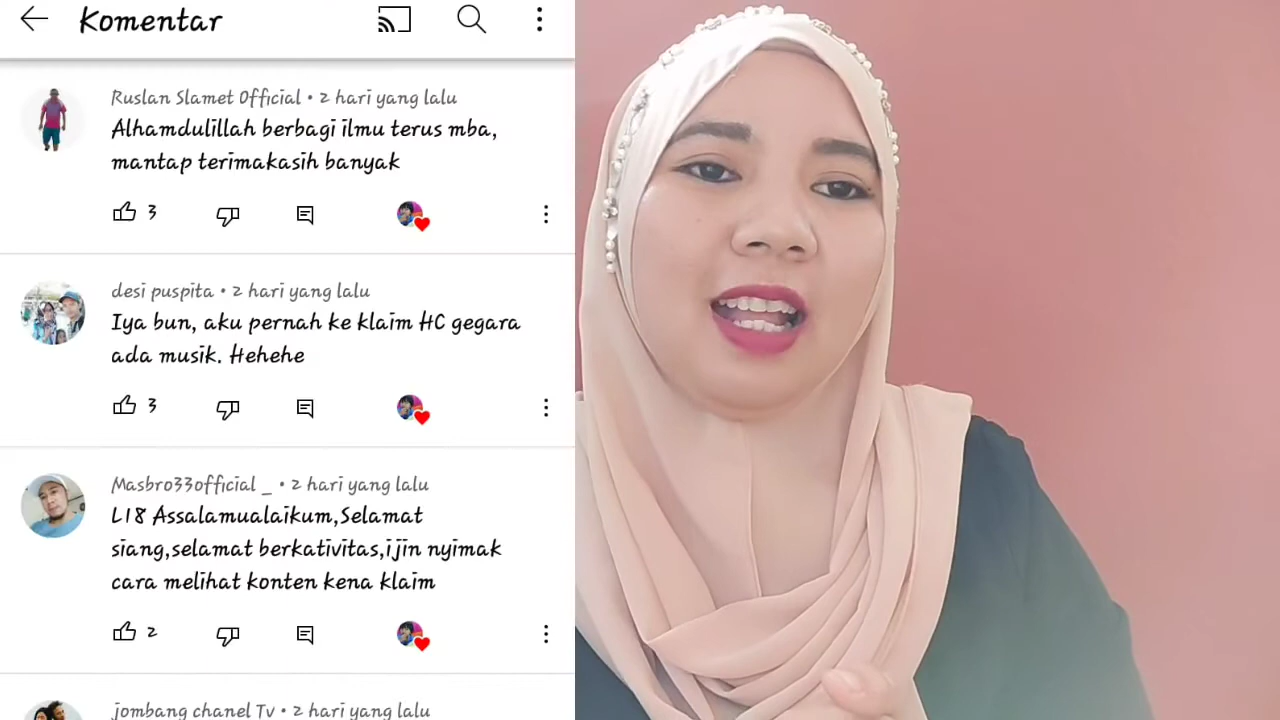 Komentar
Ruslan Slamet Official • 2 hari yang lalu
Alhamdulillah berbagi ilmu terus mba,
mantap terimakasih banyak
3
desi puspita • 2 hari yang lalu
Iya bun, aku pernah ke klaim HC gegara
ada musik. Hehehe
3
Masbro33official _ • 2 hari yang lalu
L18 Assalamualaikum,Selamat
siang,selamat berkativitas,ijin nyimak
cara melihat konten kena klaim
2
jombang chanel Tv • 2 hari yang lalu